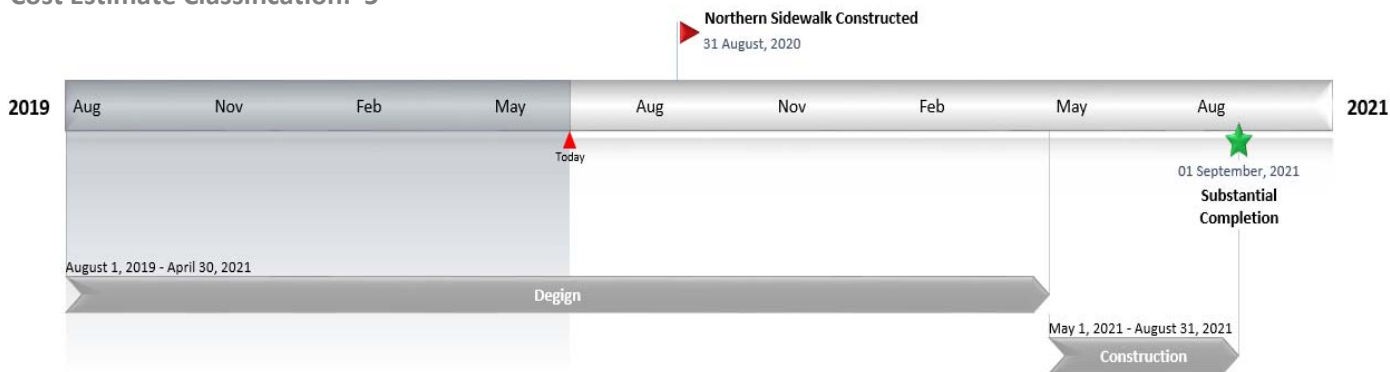 Cost Estimate Classification: 5
Northern Sidewalk Constructed
31 August, 2020
2019 Aug Nov Feb May Aug Nov Feb May Aug 2021
Today
01 September, 2021
Substantial
Completion
August 1, 2019 - April 30, 2021
Degign
May 1, 2021 - August 31, 2021
Construction